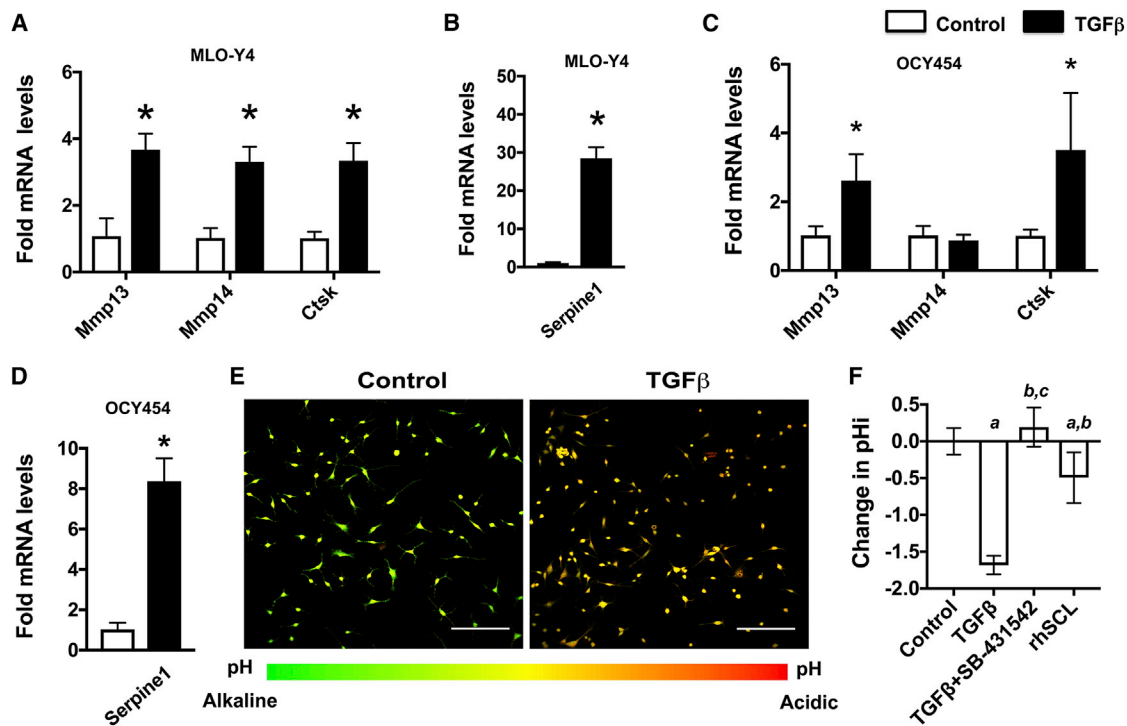 Control TGFβ
A
MLO-Y4
Fold mRNA levels
6
4
2
0
* * *
Mmp13 Mmp14 Ctsk
B
MLO-Y4
Fold mRNA levels
50
40
30
20
10
0
*
Serpine1
C
OCY454
Fold mRNA levels
6
4
2
0
* *
Mmp13 Mmp14 Ctsk
D
OCY454
Fold mRNA levels
10
8
6
4
2
0
*
Serpine1
E
Control TGFβ
pH pH
Alkaline Acidic
F
Change in pHi
0.5
0.0
-0.5
-1.0
-1.5
-2.0
a b,c a,b
Control TGFβ TGFβ+SB-431542 rhSCL